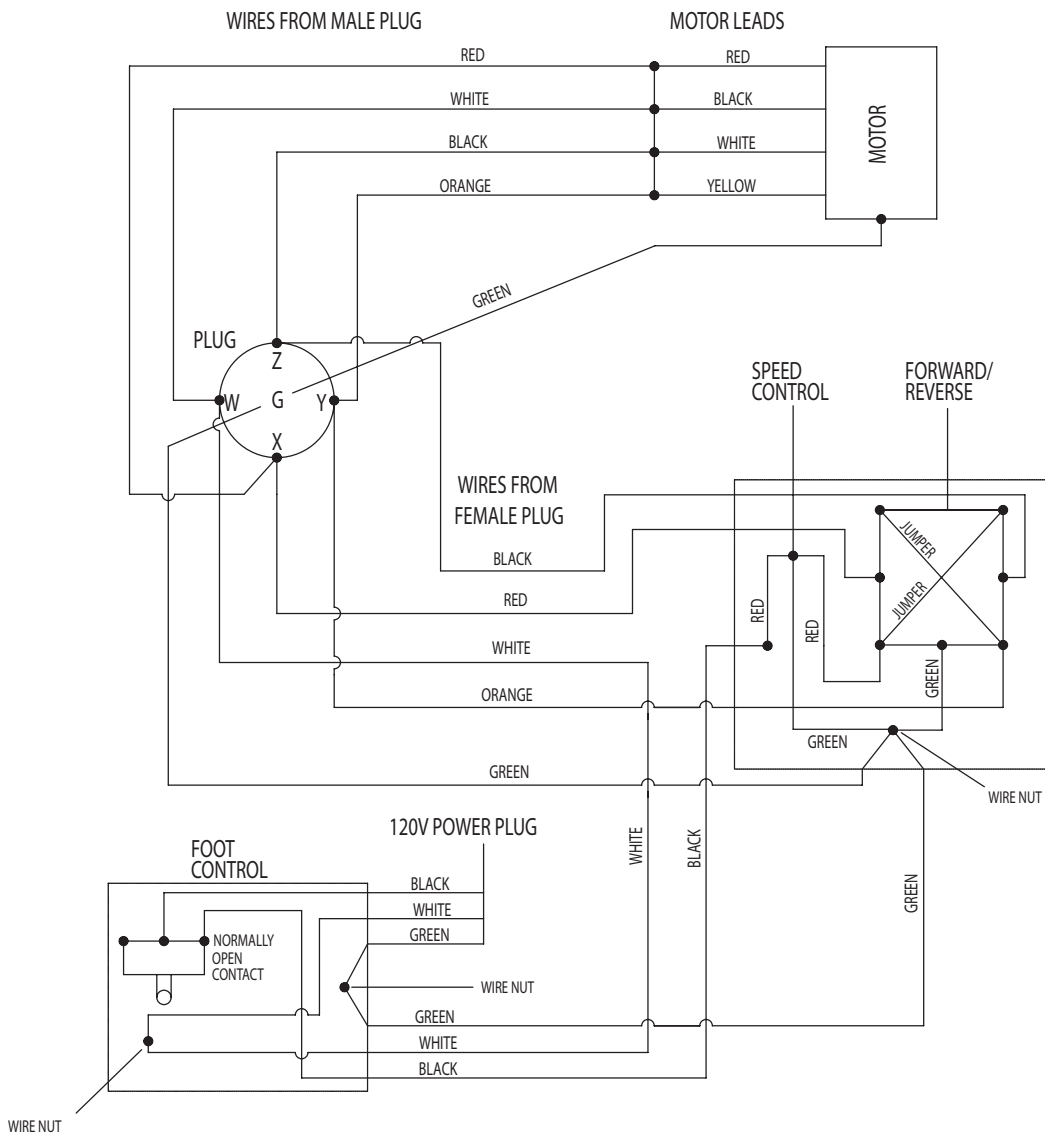 WIRES FROM MALE PLUG
MOTOR LEADS
RED
RED
WHITE
BLACK
BLACK
WHITE
ORANGE
YELLOW
MOTOR
GREEN
PLUG
Z
W
G
Y
X
SPEED
CONTROL
FORWARD/
REVERSE
WIRES FROM
FEMALE PLUG
JUMPER
JUMPER
BLACK
RED
RED
RED
WHITE
GREEN
ORANGE
GREEN
GREEN
WIRE NUT
120V POWER PLUG
WHITE
BLACK
GREEN
FOOT
CONTROL
BLACK
WHITE
GREEN
NORMALLY
OPEN
CONTACT
WIRE NUT
GREEN
WHITE
BLACK
WIRE NUT